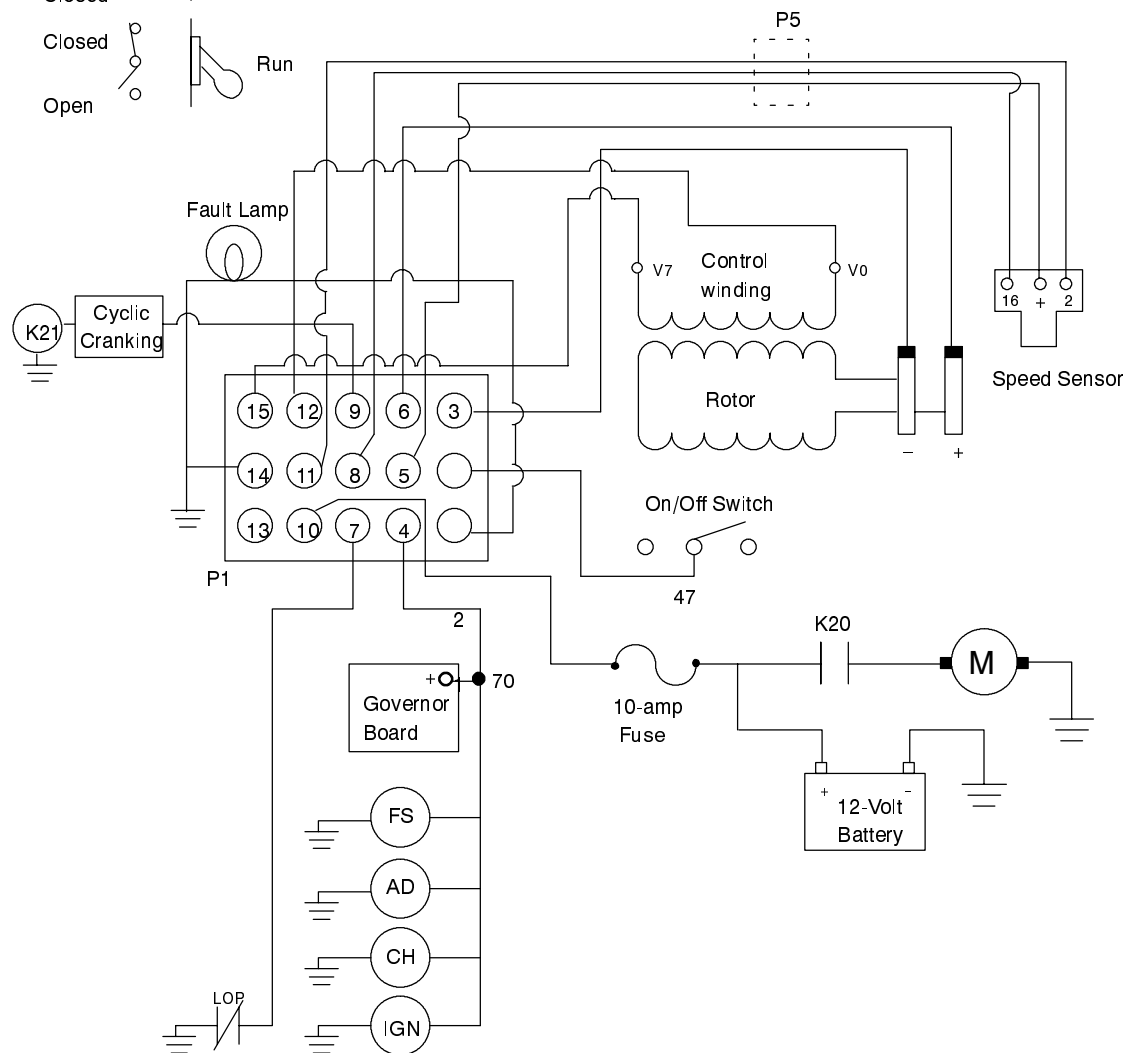 Closed
Closed
Open
Run
P5
Fault Lamp
K21
Cyclic
Cranking
V7
Control
winding
V0
16 + 2
Speed Sensor
Rotor
- +
15 12 9 6 3
14 11 8 5
13 10 7 4
P1
On/Off Switch
47
2
K20
M
+ 70
Governor
Board
10-amp
Fuse
+ -
12-Volt
Battery
FS
AD
CH
IGN
LOP